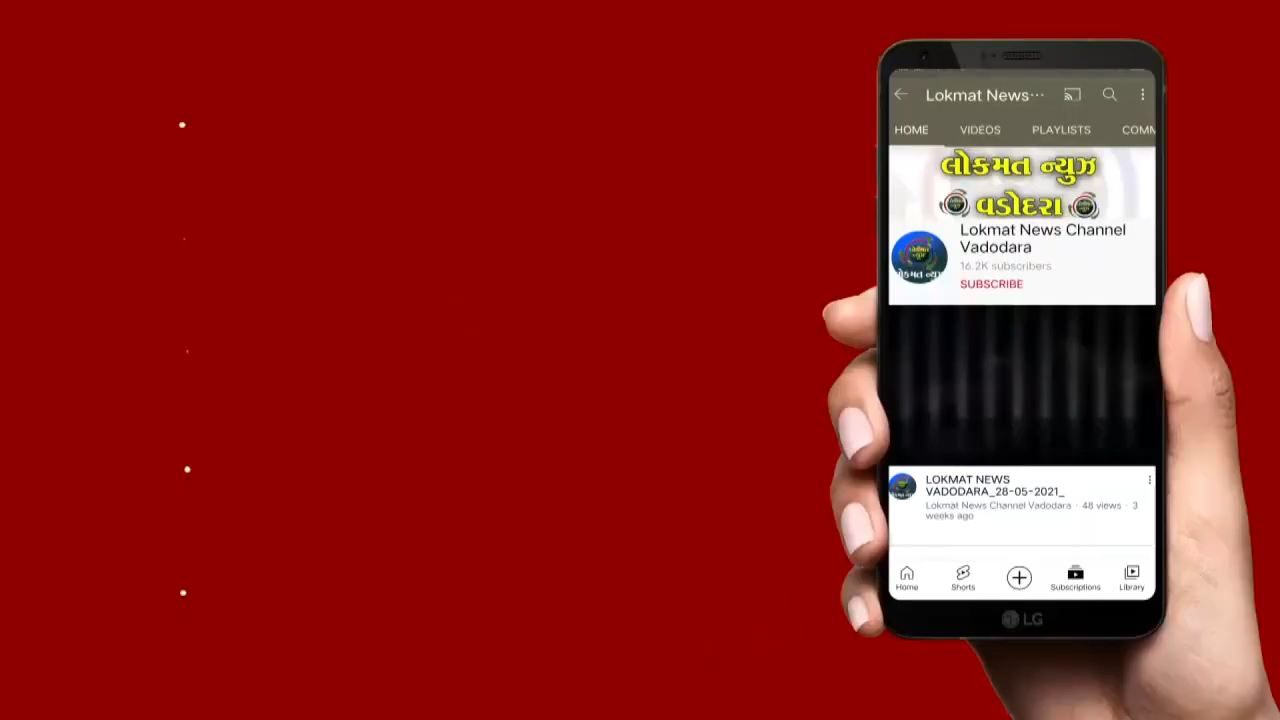 Lokmat News...
HOME VIDEOS PLAYLISTS COMM
લોકમત ન્યુઝ
વડોદરા
Lokmat News Channel
Vadodara
16.2K subscribers
SUBSCRIBE
LOKMAT NEWS
VADODARA_28-05-2021_
Lokmat News Channel Vadodara · 48 views · 3
weeks ago
Home Shorts Subscriptions Library
LG